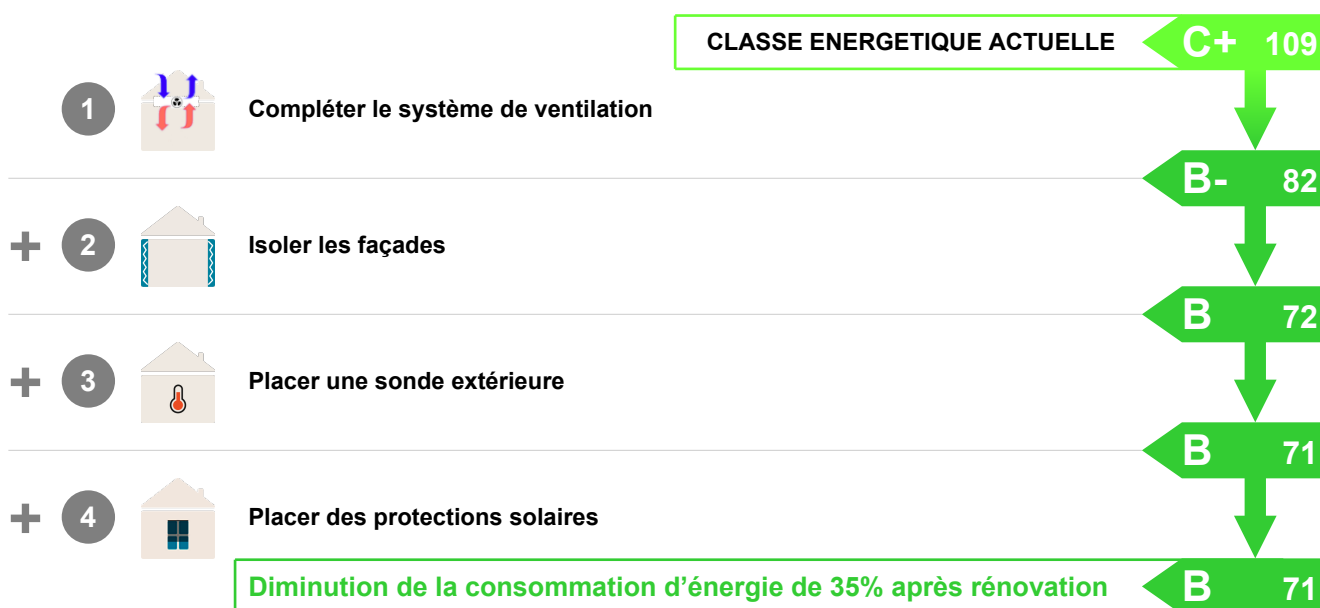 CLASSE ENERGETIQUE ACTUELLE C+ 109
1 Compléter le système de ventilation
B- 82
+ 2 Isoler les façades
B 72
+ 3 Placer une sonde extérieure
B 71
+ 4 Placer des protections solaires
Diminution de la consommation d’énergie de 35% après rénovation B 71